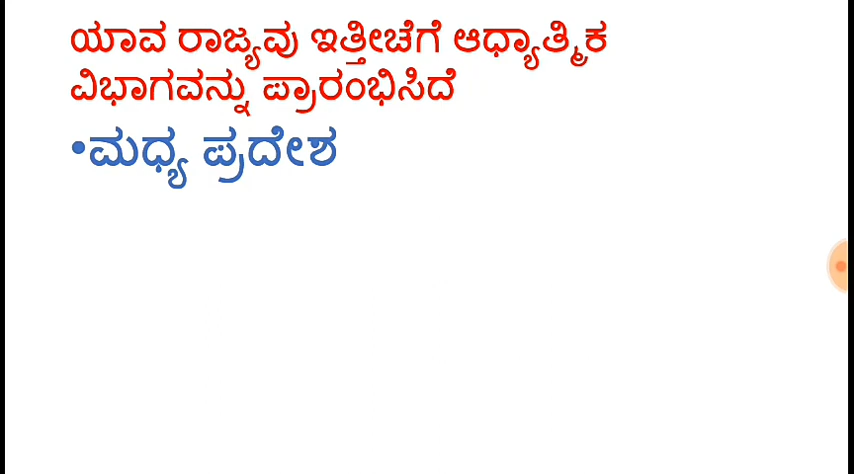 ಯಾವ ರಾಜ್ಯವು ಇತ್ತೀಚೆಗೆ ಆಧ್ಯಾತ್ಮಿಕ
ವಿಭಾಗವನ್ನು ಪ್ರಾರಂಭಿಸಿದೆ
•ಮಧ್ಯ ಪ್ರದೇಶ